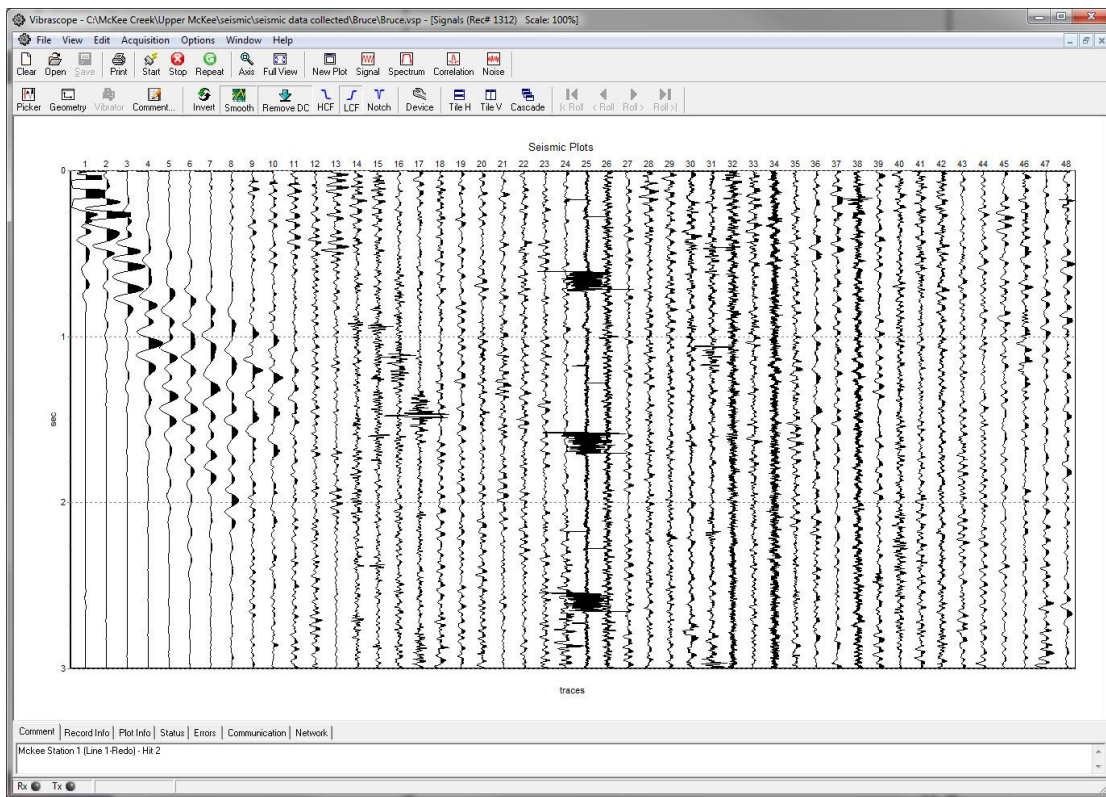 Vibrascope - C:\McKee Creek\Upper McKee\seismic\seismic data collected\Bruce\Bruce.vsp - [Signals (Rec# 1312) Scale: 100%]
File View Edit Acquisition Options Window Help
Clear Open Save Print Start Stop Repeat Axis Full View New Plot Signal Spectrum Correlation Noise
Picker Geometry Vibrator Comment... Invert Smooth Remove DC HCF LCF Notch Device Tile H Tile V Cascade |< Roll < Roll Roll > Roll >|
Seismic Plots
1 2 3 4 5 6 7 8 9 10 11 12 13 14 15 16 17 18 19 20 21 22 23 24 25 26 27 28 29 30 31 32 33 34 35 36 37 38 39 40 41 42 43 44 45 46 47 48
0
1
sec
2
3
traces
Comment Record Info Plot Info Status Errors Communication Network
Mckee Station 1 (Line 1-Redo) - Hit 2
Rx Tx